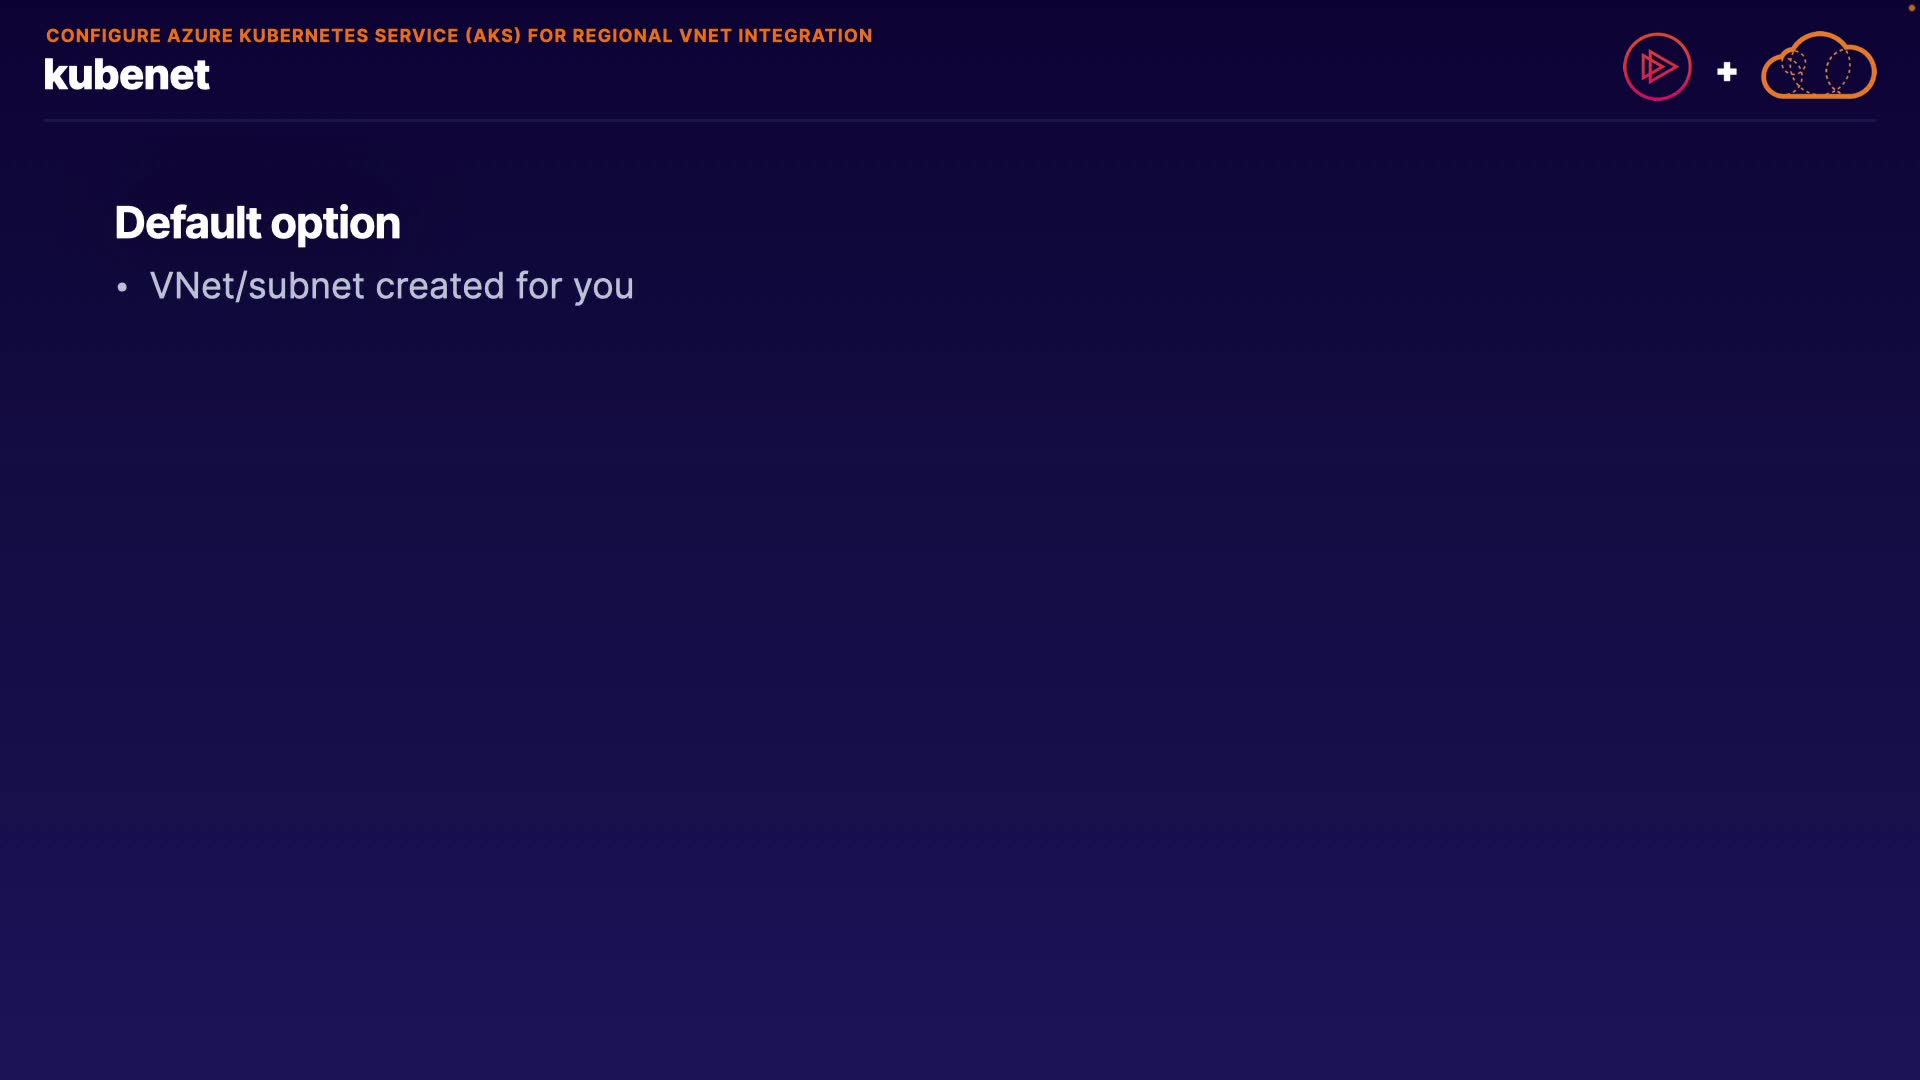 CONFIGURE AZURE KUBERNETES SERVICE (AKS) FOR REGIONAL VNET INTEGRATION
kubenet
+
Default option
• VNet/subnet created for you